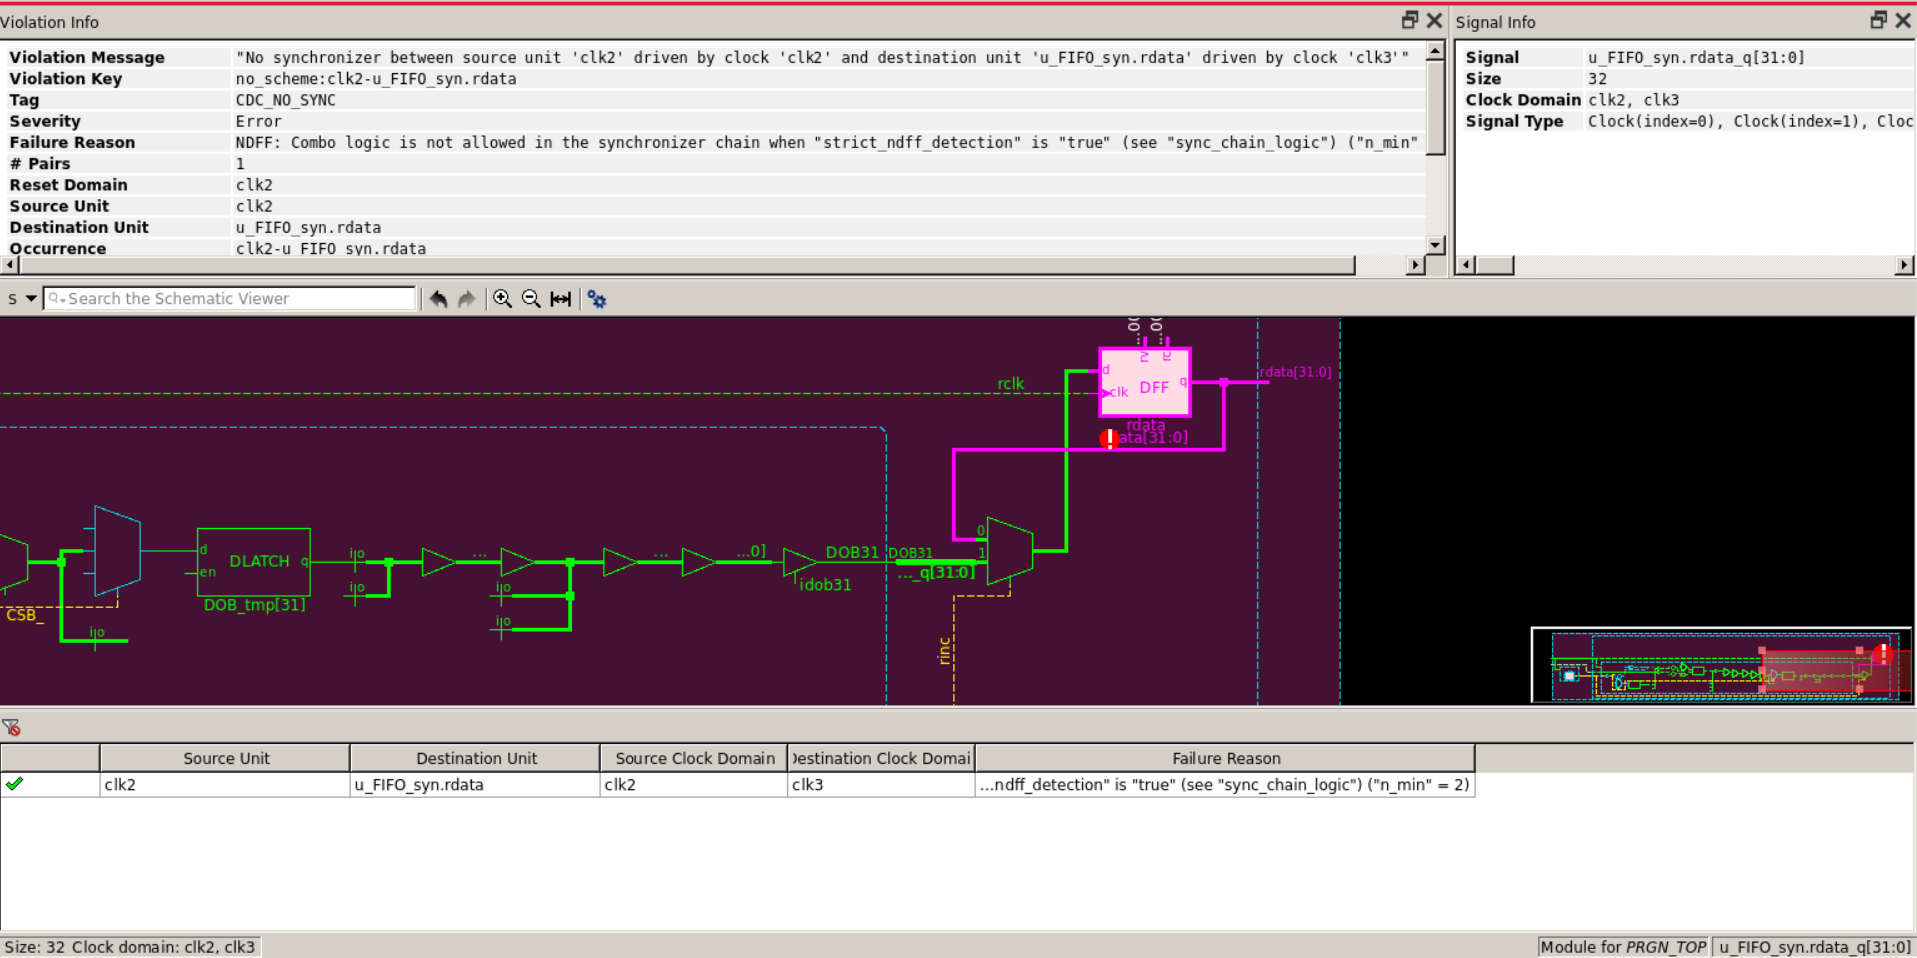 Violation Info
Signal Info
Violation Message "No synchronizer between source unit 'clk2' driven by clock 'clk2' and destination unit 'u_FIFO_syn.rdata' driven by clock 'clk3'"
Violation Key no_scheme:clk2-u_FIFO_syn.rdata
Tag CDC_NO_SYNC
Severity Error
Failure Reason NDFF: Combo logic is not allowed in the synchronizer chain when "strict_ndff_detection" is "true" (see "sync_chain_logic") ("n_min"
# Pairs 1
Reset Domain clk2
Source Unit clk2
Destination Unit u_FIFO_syn.rdata
Occurrence clk2-u_FIFO_syn.rdata
Signal u_FIFO_syn.rdata_q[31:0]
Size 32
Clock Domain clk2, clk3
Signal Type Clock(index=0), Clock(index=1), Cloc
S Search the Schematic Viewer
...00 ...00
rv rc
d
clk DFF q
rdata[31:0]
rclk
rdata
ata[31:0]
0
1
d
en
DLATCH q
DOB_tmp[31]
i o
i o
...
i o
i o
...
...0]
idob31
DOB31
DOB31
..._q[31:0]
CSB_
i o
rinc
Source Unit Destination Unit Source Clock Domain Destination Clock Domai Failure Reason
clk2 u_FIFO_syn.rdata clk2 clk3 ...ndff_detection" is "true" (see "sync_chain_logic") ("n_min" = 2)
Size: 32 Clock domain: clk2, clk3
Module for PRGN_TOP u_FIFO_syn.rdata_q[31:0]